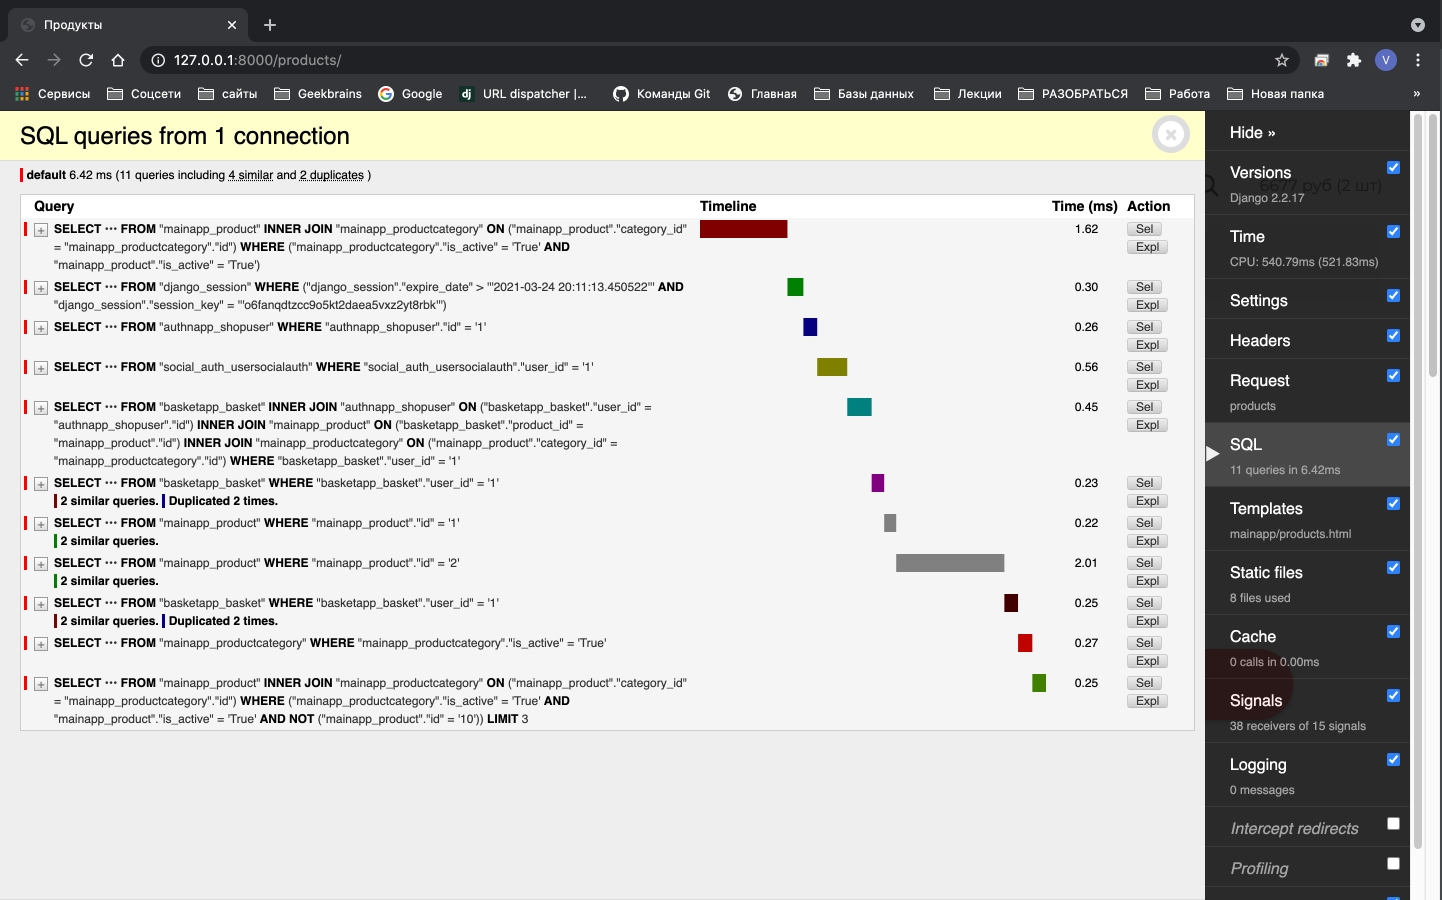 Продукты
127.0.0.1:8000/products/
V
Сервисы
Соцсети
сайты
Geekbrains
Google
dj URL dispatcher |...
Команды Git
Главная
Базы данных
Лекции
РАЗОБРАТЬСЯ
Работа
Новая папка
»
SQL queries from 1 connection
default 6.42 ms (11 queries including 4 similar and 2 duplicates )
Query Timeline Time (ms) Action
+ SELECT ••• FROM "mainapp_product" INNER JOIN "mainapp_productcategory" ON ("mainapp_product"."category_id" 1.62 Sel
= "mainapp_productcategory"."id") WHERE ("mainapp_productcategory"."is_active" = 'True' AND Expl
"mainapp_product"."is_active" = 'True')
+ SELECT ••• FROM "django_session" WHERE ("django_session"."expire_date" > '"2021-03-24 20:11:13.450522"' AND 0.30 Sel
"django_session"."session_key" = '"o6fanqdtzcc9o5kt2daea5vxz2yt8rbk"') Expl
+ SELECT ••• FROM "authnapp_shopuser" WHERE "authnapp_shopuser"."id" = '1' 0.26 Sel
Expl
+ SELECT ••• FROM "social_auth_usersocialauth" WHERE "social_auth_usersocialauth"."user_id" = '1' 0.56 Sel
Expl
+ SELECT ••• FROM "basketapp_basket" INNER JOIN "authnapp_shopuser" ON ("basketapp_basket"."user_id" = 0.45 Sel
"authnapp_shopuser"."id") INNER JOIN "mainapp_product" ON ("basketapp_basket"."product_id" = Expl
"mainapp_product"."id") INNER JOIN "mainapp_productcategory" ON ("mainapp_product"."category_id" =
"mainapp_productcategory"."id") WHERE "basketapp_basket"."user_id" = '1'
+ SELECT ••• FROM "basketapp_basket" WHERE "basketapp_basket"."user_id" = '1' 0.23 Sel
2 similar queries. Duplicated 2 times. Expl
+ SELECT ••• FROM "mainapp_product" WHERE "mainapp_product"."id" = '1' 0.22 Sel
2 similar queries. Expl
+ SELECT ••• FROM "mainapp_product" WHERE "mainapp_product"."id" = '2' 2.01 Sel
2 similar queries. Expl
+ SELECT ••• FROM "basketapp_basket" WHERE "basketapp_basket"."user_id" = '1' 0.25 Sel
2 similar queries. Duplicated 2 times. Expl
+ SELECT ••• FROM "mainapp_productcategory" WHERE "mainapp_productcategory"."is_active" = 'True' 0.27 Sel
Expl
+ SELECT ••• FROM "mainapp_product" INNER JOIN "mainapp_productcategory" ON ("mainapp_product"."category_id" 0.25 Sel
= "mainapp_productcategory"."id") WHERE ("mainapp_productcategory"."is_active" = 'True' AND Expl
"mainapp_product"."is_active" = 'True' AND NOT ("mainapp_product"."id" = '10')) LIMIT 3
Hide »
Versions
6677 руб (2 шт)
Django 2.2.17
Time
CPU: 540.79ms (521.83ms)
Settings
Headers
Request
products
SQL
11 queries in 6.42ms
Templates
mainapp/products.html
Static files
8 files used
Cache
0 calls in 0.00ms
Signals
38 receivers of 15 signals
Logging
0 messages
Intercept redirects
Profiling